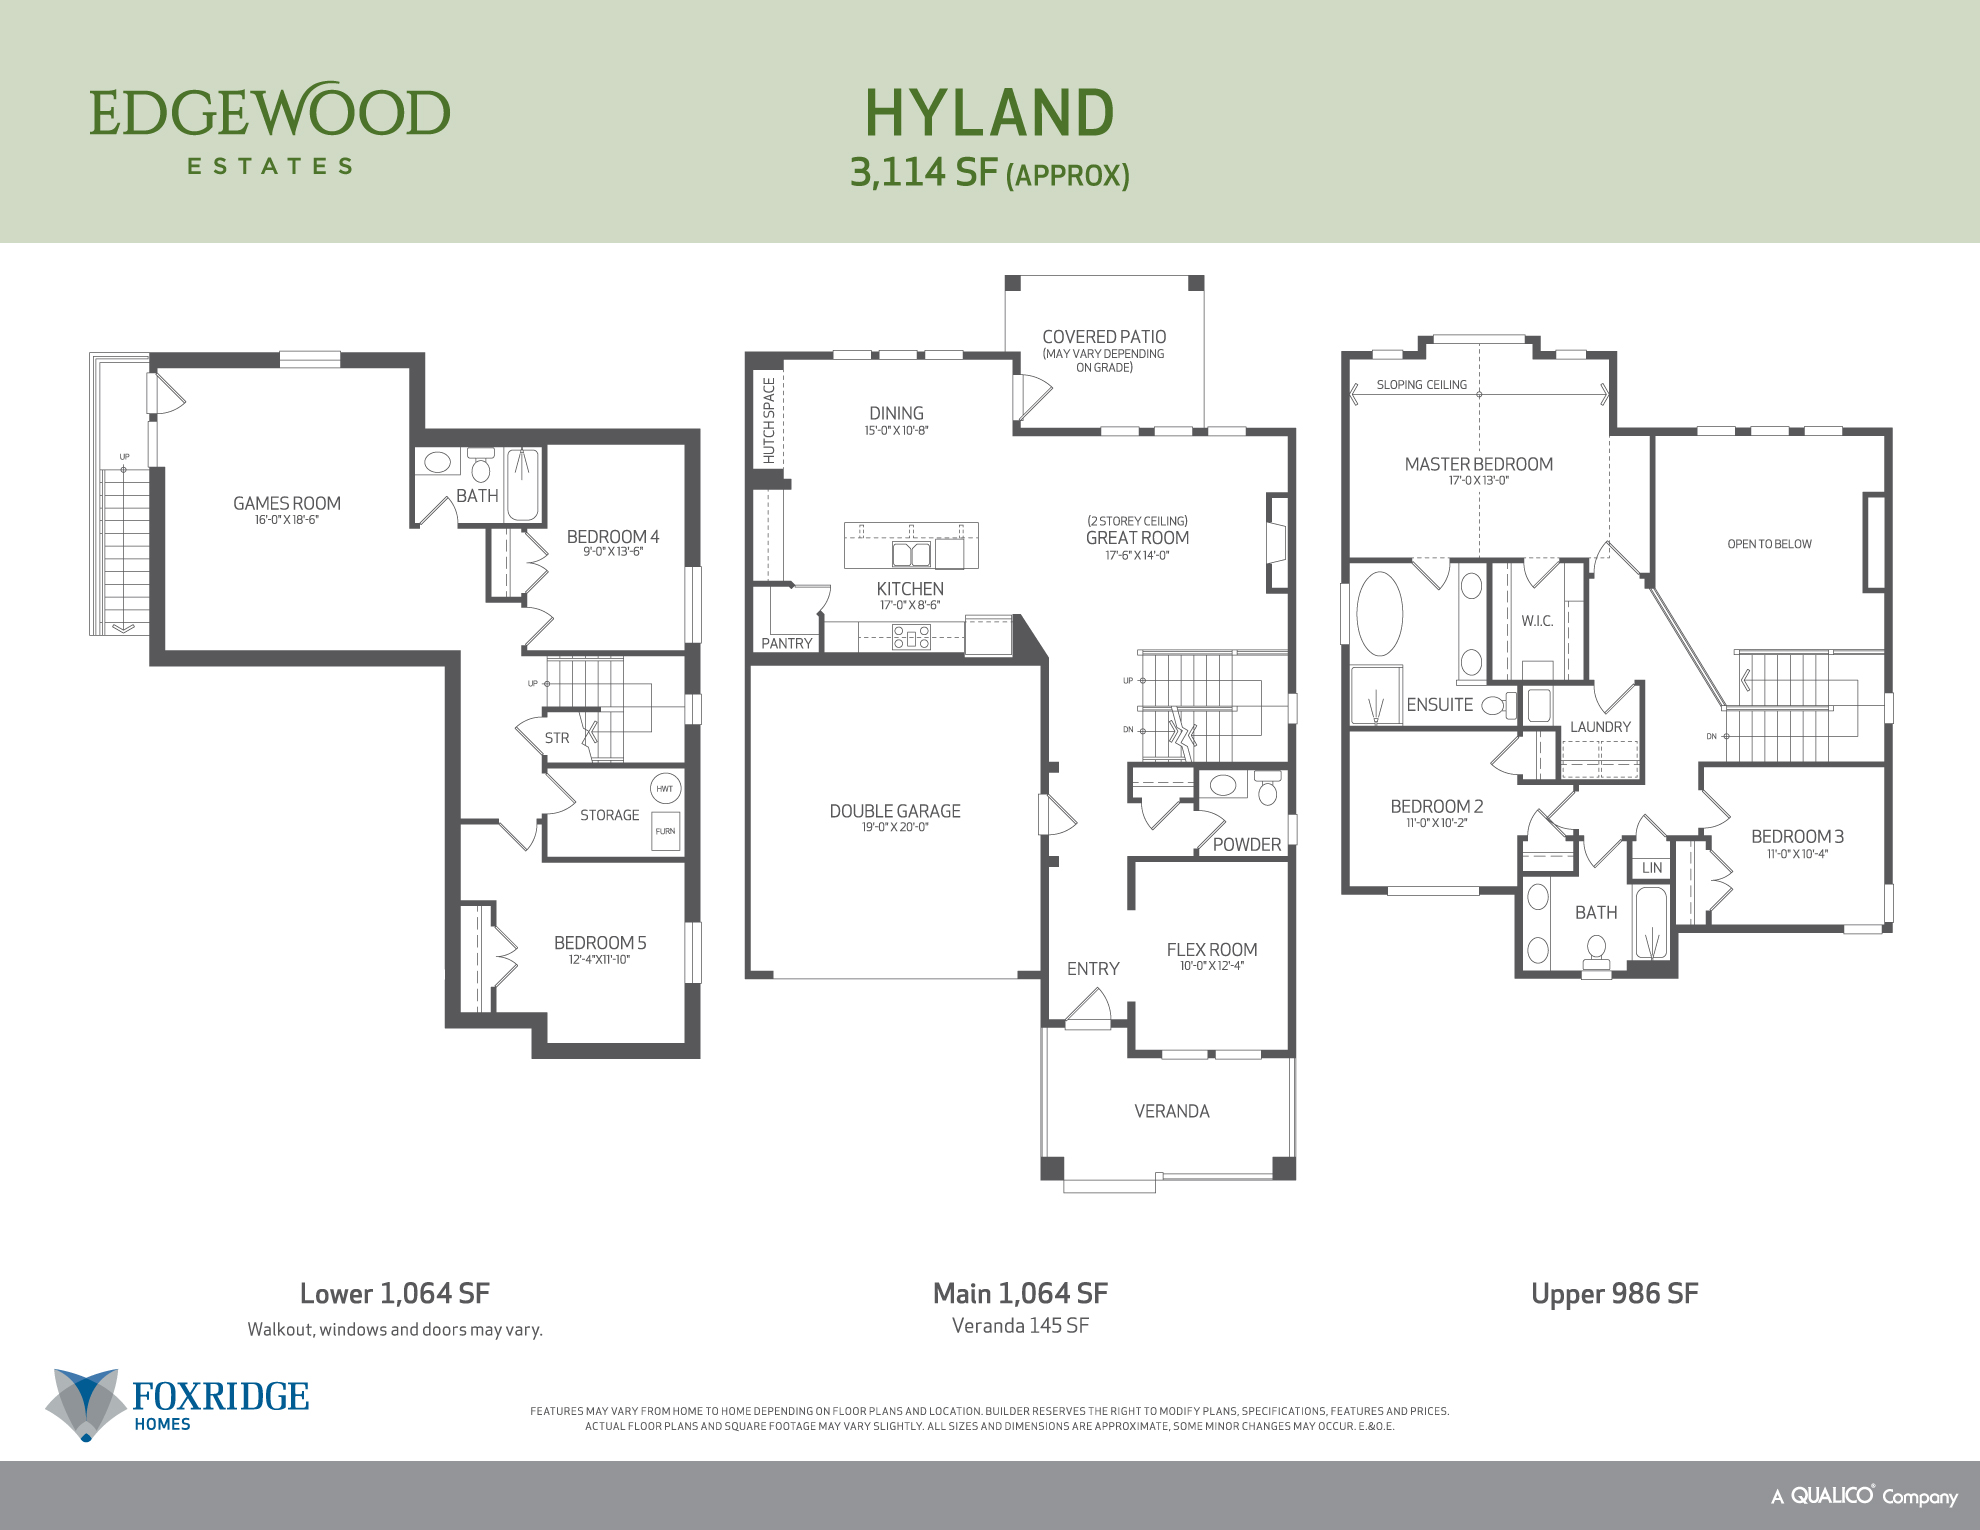 EDGEWOOD
ESTATES
HYLAND
3,114 SF (APPROX)
UP
GAMES ROOM
16'-0" X 18'-6"
BATH
BEDROOM 4
9'-0" X 13'-6"
UP
STR
STORAGE
HWT
FURN
BEDROOM 5
12'-4"X11'-10"
COVERED PATIO
(MAY VARY DEPENDING
ON GRADE)
HUTCH SPACE
DINING
15'-0" X 10'-8"
(2 STOREY CEILING)
GREAT ROOM
17'-6" X 14'-0"
KITCHEN
17'-0" X 8'-6"
PANTRY
UP
DN
DOUBLE GARAGE
19'-0" X 20'-0"
POWDER
FLEX ROOM
10'-0" X 12'-4"
ENTRY
VERANDA
SLOPING CEILING
MASTER BEDROOM
17'-0 X 13'-0"
OPEN TO BELOW
W.I.C.
ENSUITE
LAUNDRY
DN
BEDROOM 2
11'-0" X 10'-2"
BEDROOM 3
11'-0" X 10'-4"
LIN
BATH
Lower 1,064 SF
Walkout, windows and doors may vary.
Main 1,064 SF
Veranda 145 SF
Upper 986 SF
FOXRIDGE
HOMES
FEATURES MAY VARY FROM HOME TO HOME DEPENDING ON FLOOR PLANS AND LOCATION. BUILDER RESERVES THE RIGHT TO MODIFY PLANS, SPECIFICATIONS, FEATURES AND PRICES.
ACTUAL FLOOR PLANS AND SQUARE FOOTAGE MAY VARY SLIGHTLY. ALL SIZES AND DIMENSIONS ARE APPROXIMATE, SOME MINOR CHANGES MAY OCCUR. E.&O.E.
A QUALICO® Company